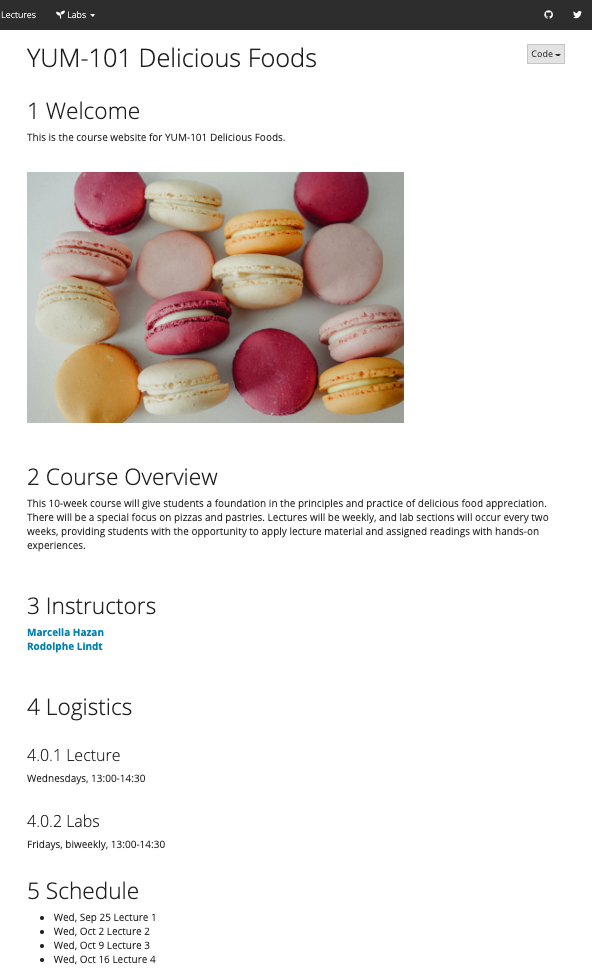 Lectures Labs
YUM-101 Delicious Foods
Code
1 Welcome
This is the course website for YUM-101 Delicious Foods.
2 Course Overview
This 10-week course will give students a foundation in the principles and practice of delicious food appreciation.
There will be a special focus on pizzas and pastries. Lectures will be weekly, and lab sections will occur every two
weeks, providing students with the opportunity to apply lecture material and assigned readings with hands-on
experiences.
3 Instructors
Marcella Hazan
Rodolphe Lindt
4 Logistics
4.0.1 Lecture
Wednesdays, 13:00-14:30
4.0.2 Labs
Fridays, biweekly, 13:00-14:30
5 Schedule
Wed, Sep 25 Lecture 1
Wed, Oct 2 Lecture 2
Wed, Oct 9 Lecture 3
Wed, Oct 16 Lecture 4